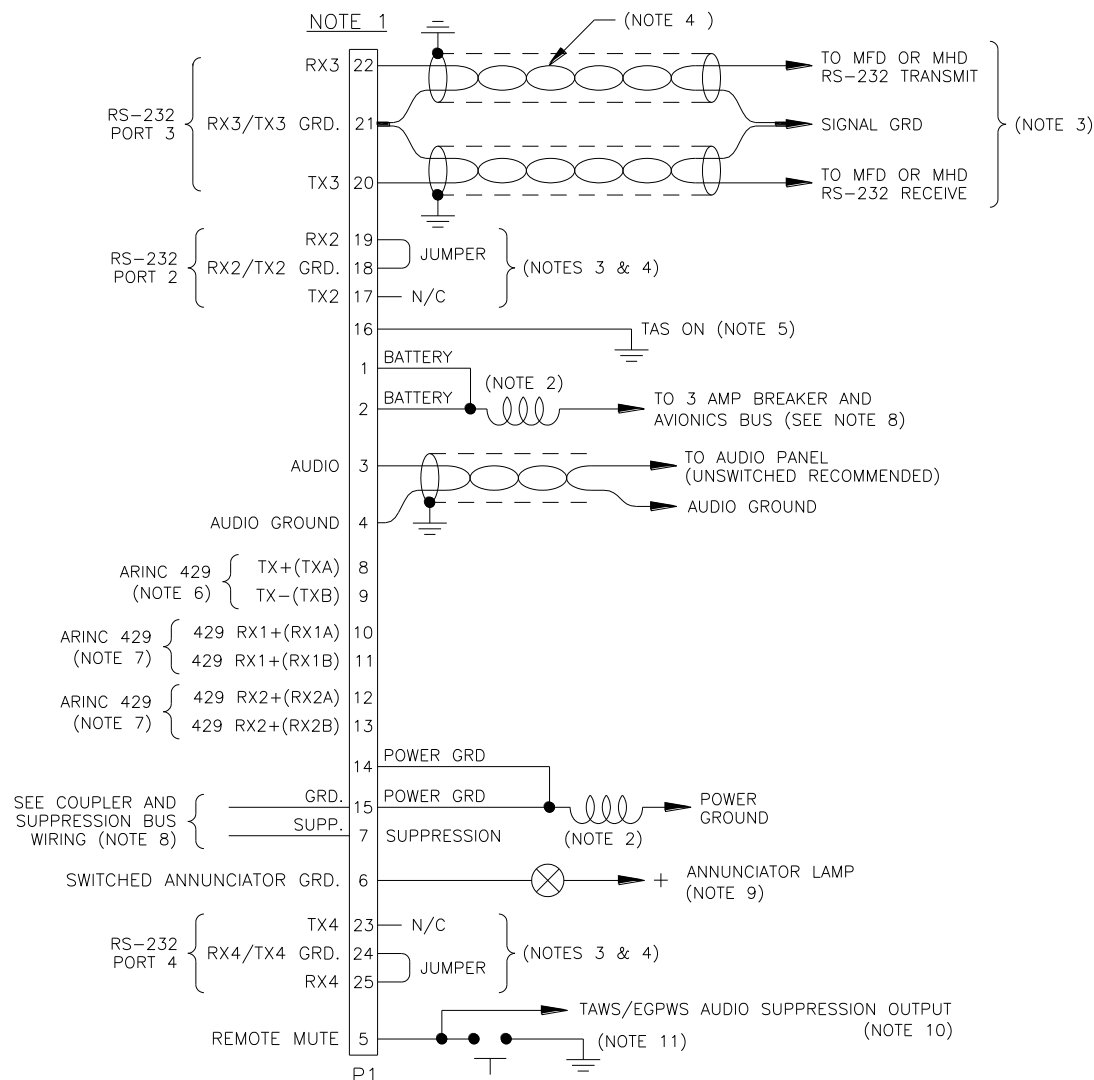 NOTE 1
(NOTE 4 )
RX3 22
TO MFD OR MHD
RS-232 TRANSMIT
RS-232
PORT 3
RX3/TX3 GRD. 21
SIGNAL GRD
(NOTE 3)
TX3 20
TO MFD OR MHD
RS-232 RECEIVE
RX2 19
RS-232
PORT 2
RX2/TX2 GRD. 18
JUMPER
(NOTES 3 & 4)
TX2 17
N/C
16
TAS ON (NOTE 5)
1 BATTERY
(NOTE 2)
2 BATTERY
TO 3 AMP BREAKER AND
AVIONICS BUS (SEE NOTE 8)
AUDIO 3
TO AUDIO PANEL
(UNSWITCHED RECOMMENDED)
AUDIO GROUND
AUDIO GROUND 4
ARINC 429
(NOTE 6)
TX+(TXA) 8
TX-(TXB) 9
ARINC 429
(NOTE 7)
429 RX1+(RX1A) 10
429 RX1+(RX1B) 11
ARINC 429
(NOTE 7)
429 RX2+(RX2A) 12
429 RX2+(RX2B) 13
14 POWER GRD
SEE COUPLER AND
SUPPRESSION BUS
WIRING (NOTE 8)
GRD. 15 POWER GRD
(NOTE 2)
POWER
GROUND
SUPP. 7 SUPPRESSION
SWITCHED ANNUNCIATOR GRD. 6
+ ANNUNCIATOR LAMP
(NOTE 9)
TX4 23
N/C
RS-232
PORT 4
RX4/TX4 GRD. 24
JUMPER
(NOTES 3 & 4)
RX4 25
TAWS/EGPWS AUDIO SUPPRESSION OUTPUT
(NOTE 10)
REMOTE MUTE 5
(NOTE 11)
P1